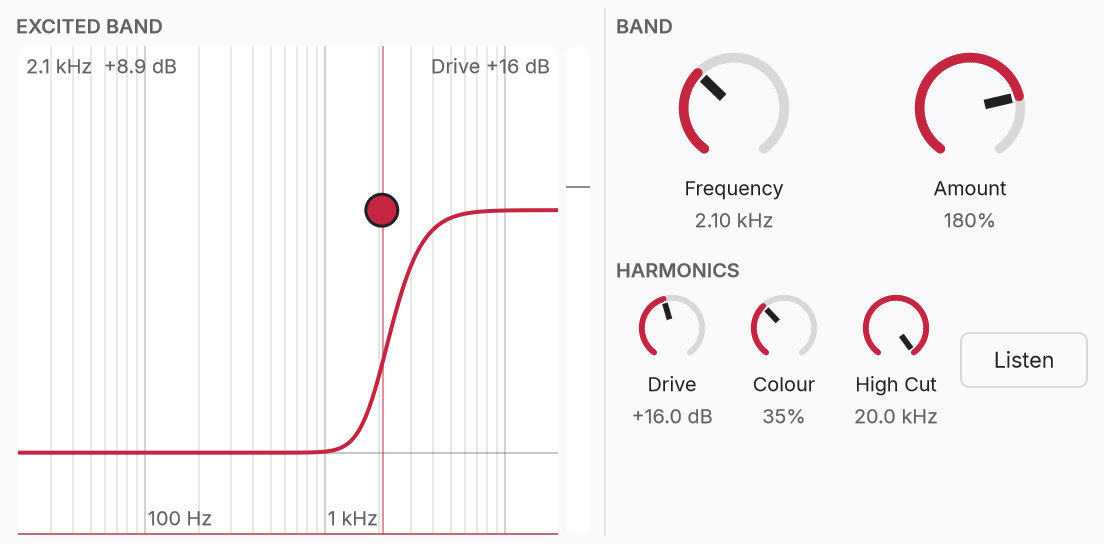 EXCITED BAND
2.1 kHz +8.9 dB
Drive +16 dB
100 Hz
1 kHz
BAND
Frequency
2.10 kHz
Amount
180%
HARMONICS
Drive
+16.0 dB
Colour
35%
High Cut
20.0 kHz
Listen